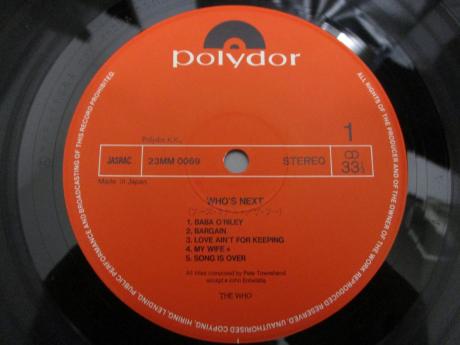 polydor
ALL RIGHTS OF THE PRODUCER AND OF THE OWNER OF THE WORK REPRODUCED RESERVED. UNAUTHORISED COPYING, HIRING, LENDING, PUBLIC PERFORMANCE AND BROADCASTING OF THIS RECORD PROHIBITED.
Polydor K.K.,
1
JASRAC
23MM 0069
STEREO
33⅓
Made in Japan
WHO'S NEXT
1. BABA O'RILEY
2. BARGAIN
3. LOVE AIN'T FOR KEEPING
4. MY WIFE
5. SONG IS OVER
All titles composed by Pete Townshend
except John Entwistle
THE WHO